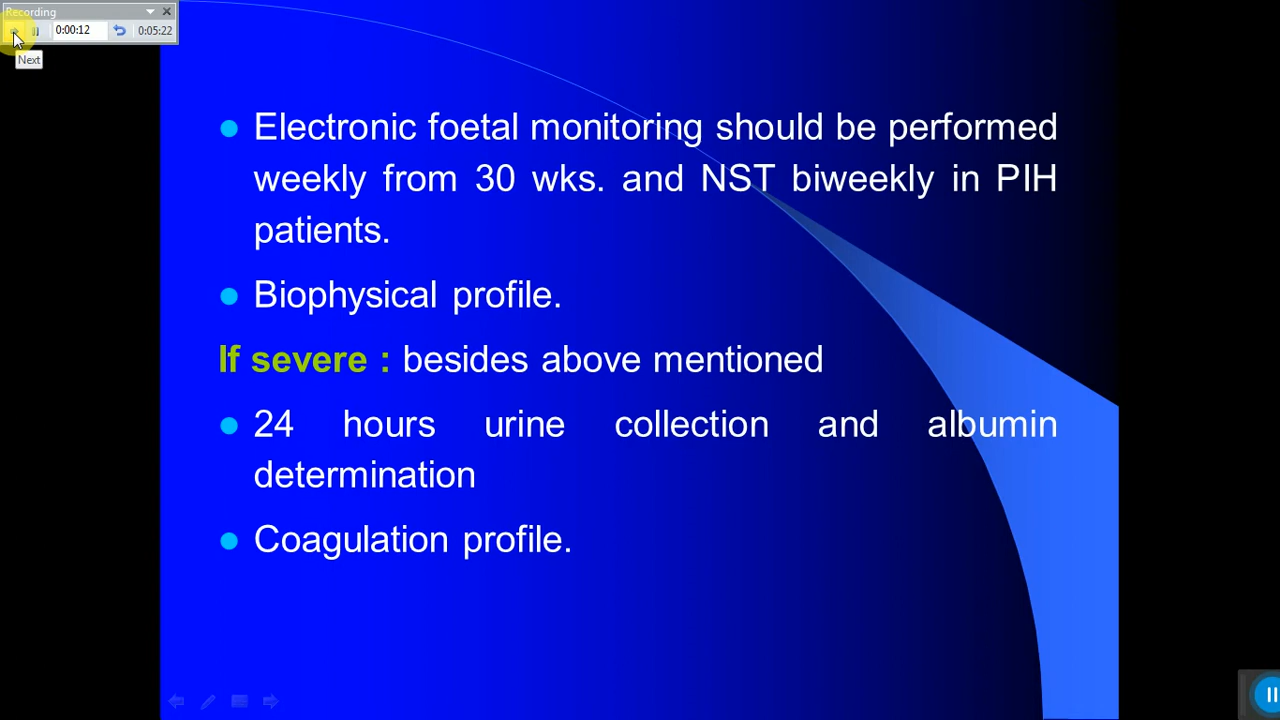 Recording
0:00:12
0:05:22
Next
Electronic foetal monitoring should be performed
weekly from 30 wks. and NST biweekly in PIH
patients.
Biophysical profile.
If severe : besides above mentioned
24 hours urine collection and albumin
determination
Coagulation profile.